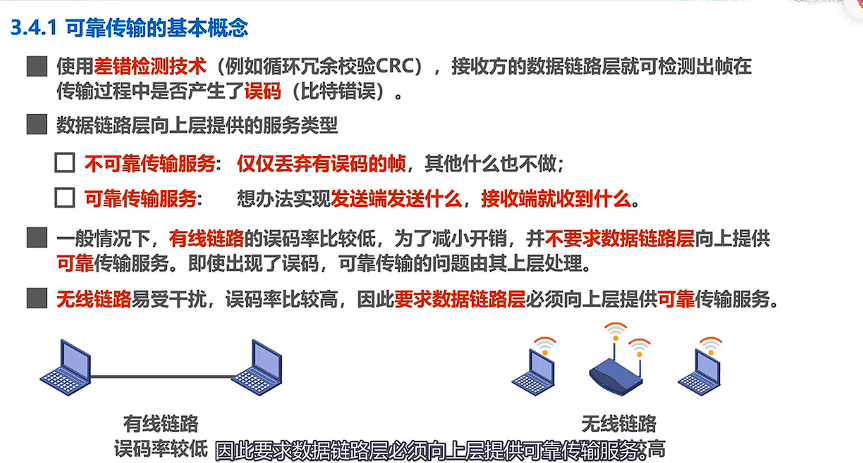 3.4.1 可靠传输的基本概念
使用差错检测技术（例如循环冗余校验CRC），接收方的数据链路层就可检测出帧在
传输过程中是否产生了误码（比特错误）。
数据链路层向上层提供的服务类型
不可靠传输服务： 仅仅丢弃有误码的帧，其他什么也不做；
可靠传输服务： 想办法实现发送端发送什么，接收端就收到什么。
一般情况下，有线链路的误码率比较低，为了减小开销，并不要求数据链路层向上提供
可靠传输服务。即使出现了误码，可靠传输的问题由其上层处理。
无线链路易受干扰，误码率比较高，因此要求数据链路层必须向上层提供可靠传输服务。
有线链路
误码率较低
无线链路
较高
因此要求数据链路层必须向上层提供可靠传输服务。